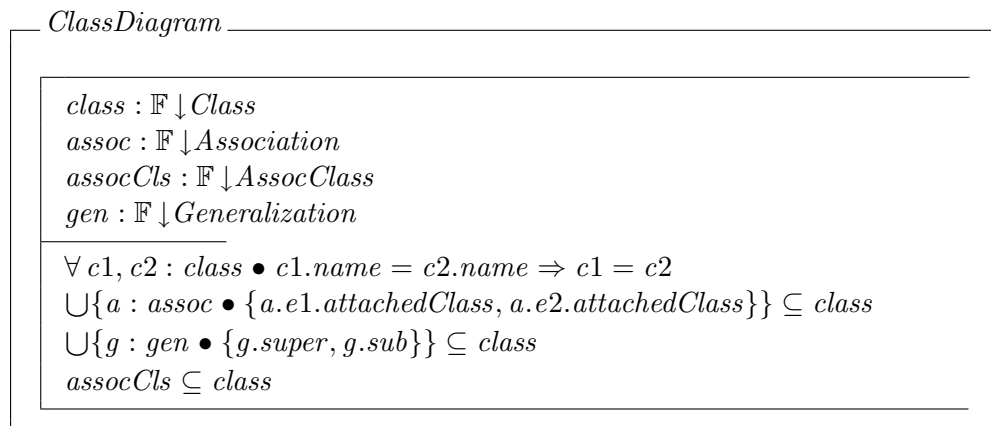 ClassDiagram
class : 𝔽 ↓Class
assoc : 𝔽 ↓Association
assocCls : 𝔽 ↓AssocClass
gen : 𝔽 ↓Generalization
∀ c1, c2 : class • c1.name = c2.name ⇒ c1 = c2
⋃{a : assoc • {a.e1.attachedClass, a.e2.attachedClass}} ⊆ class
⋃{g : gen • {g.super, g.sub}} ⊆ class
assocCls ⊆ class